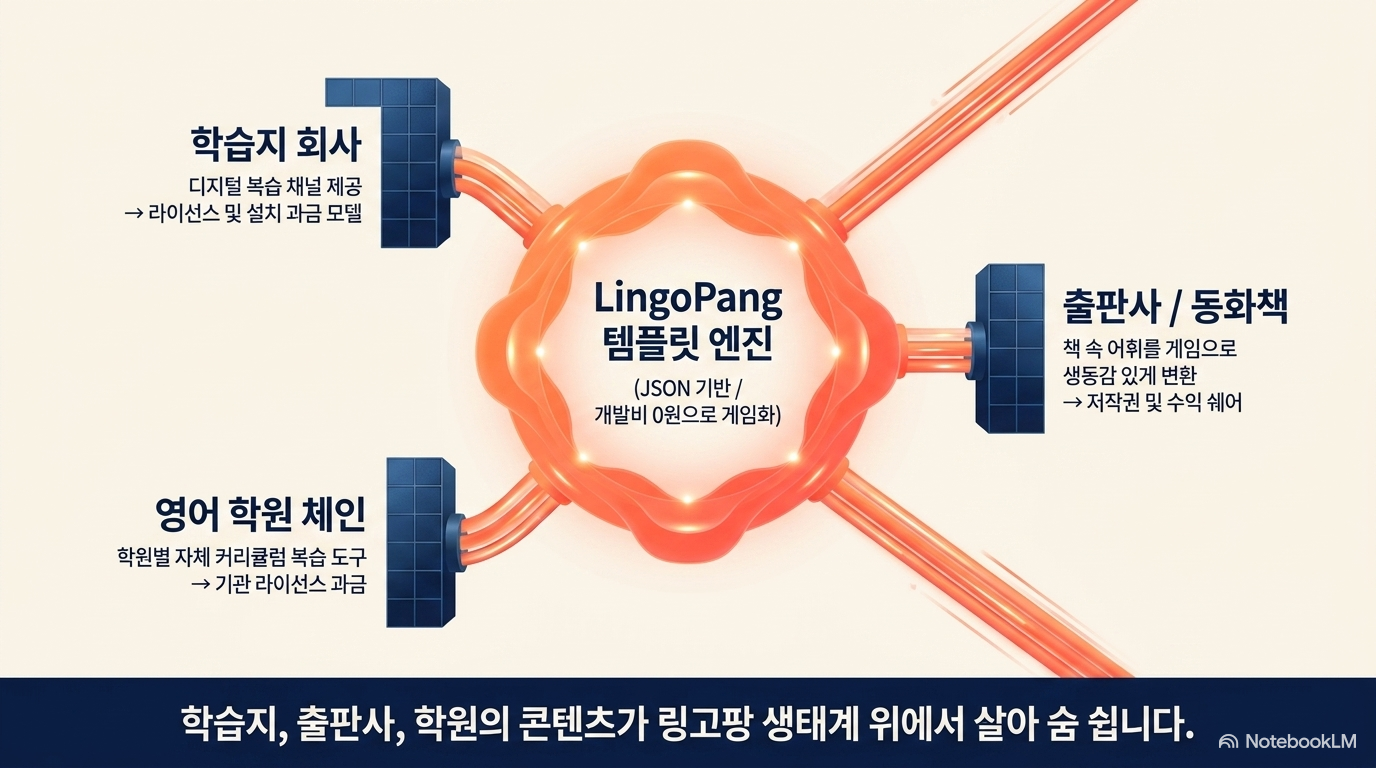 학습지 회사
디지털 복습 채널 제공
→ 라이선스 및 설치 과금 모델
LingoPang
템플릿 엔진
(JSON 기반 /
개발비 0원으로 게임화)
출판사 / 동화책
책 속 어휘를 게임으로
생동감 있게 변환
→ 저작권 및 수익 쉐어
영어 학원 체인
학원별 자체 커리큘럼 복습 도구
→ 기관 라이선스 과금
학습지, 출판사, 학원의 콘텐츠가 링고팡 생태계 위에서 살아 숨 쉽니다.
NotebookLM